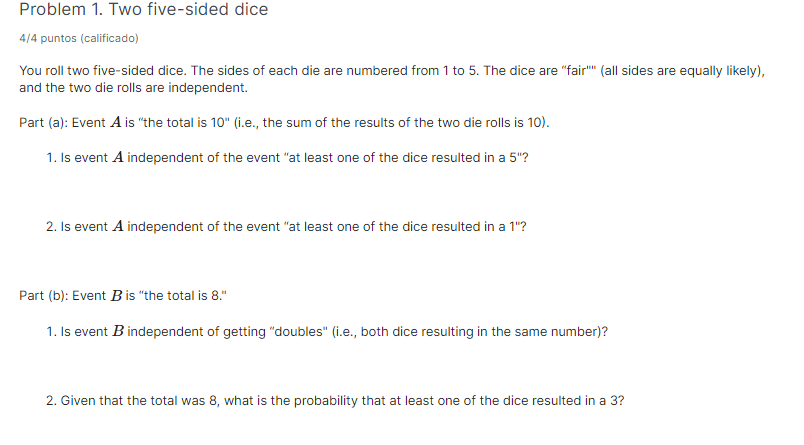 Problem 1. Two five-sided dice
4/4 puntos (calificado)
You roll two five-sided dice. The sides of each die are numbered from 1 to 5. The dice are “fair"" (all sides are equally likely),
and the two die rolls are independent.
Part (a): Event A is “the total is 10" (i.e., the sum of the results of the two die rolls is 10).
1. Is event A independent of the event “at least one of the dice resulted in a 5"?
2. Is event A independent of the event “at least one of the dice resulted in a 1"?
Part (b): Event B is “the total is 8."
1. Is event B independent of getting “doubles" (i.e., both dice resulting in the same number)?
2. Given that the total was 8, what is the probability that at least one of the dice resulted in a 3?